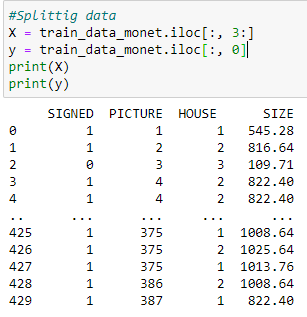 #Splittig data
X = train_data_monet.iloc[:, 3:]
y = train_data_monet.iloc[:, 0]
print(X)
print(y)
SIGNED PICTURE HOUSE SIZE
0 1 1 1 545.28
1 1 2 2 816.64
2 0 3 3 109.71
3 1 4 2 822.40
4 1 4 2 822.40
.. ... ... ... ...
425 1 375 1 1008.64
426 1 375 2 1025.64
427 1 375 1 1013.76
428 1 386 2 1008.64
429 1 387 1 822.40